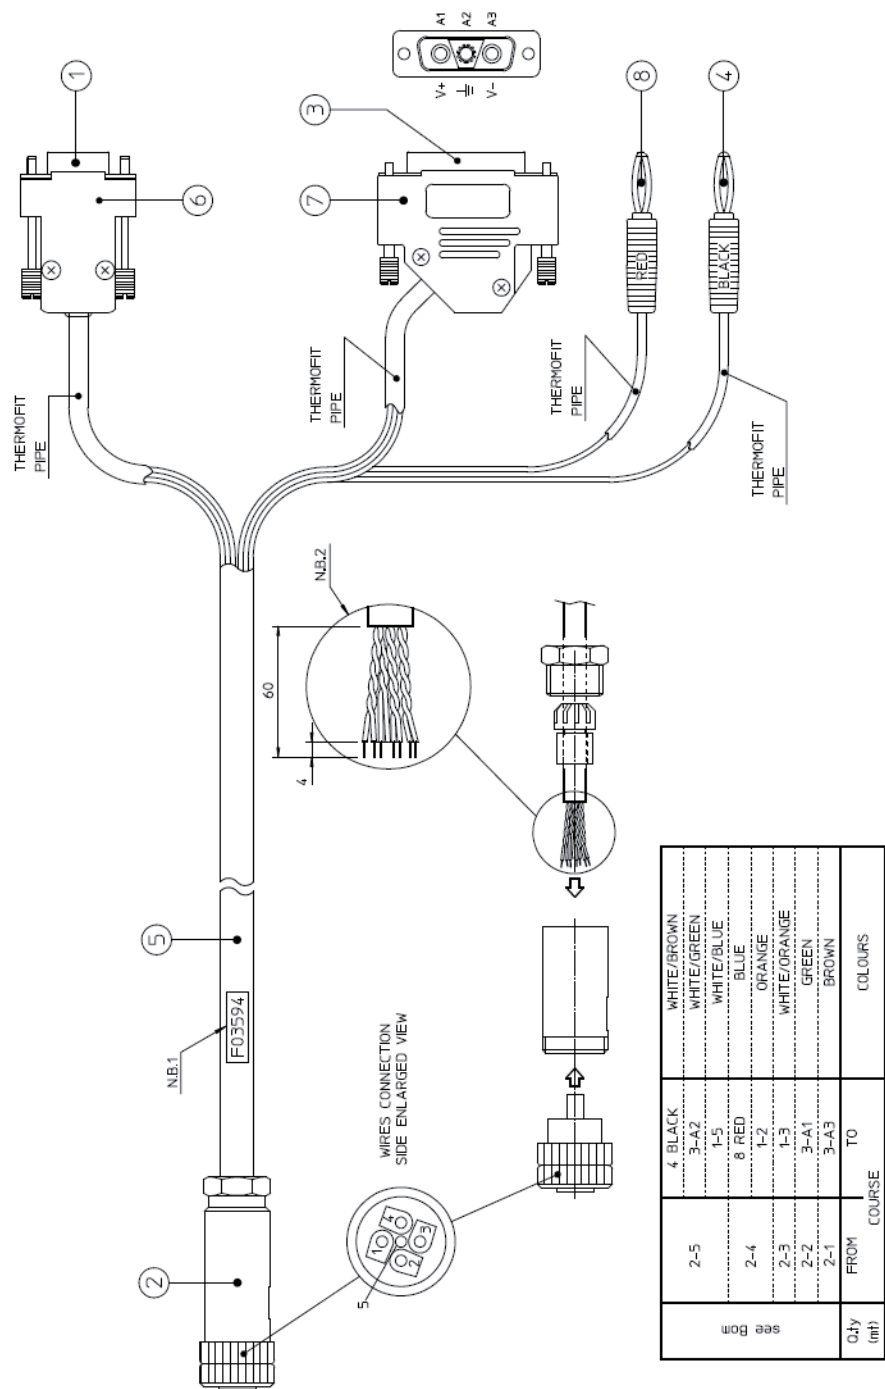 THERMOFIT
PIPE
1
6
N.B.1
F03594
5
2
THERMOFIT
PIPE
3
7
N.B.2
60
4
WIRES CONNECTION
SIDE ENLARGED VIEW
1
4
3
2
5
V+
V-
A1
A2
A3
THERMOFIT
PIPE
RED
8
BLACK
4
THERMOFIT
PIPE
see Bom
2-5 4 BLACK WHITE/BROWN
3-A2 WHITE/GREEN
1-5 WHITE/BLUE
2-4 8 RED BLUE
1-2 ORANGE
2-3 1-3 WHITE/ORANGE
2-2 3-A1 GREEN
2-1 3-A3 BROWN
Q.ty FROM TO COLOURS
(mt) COURSE